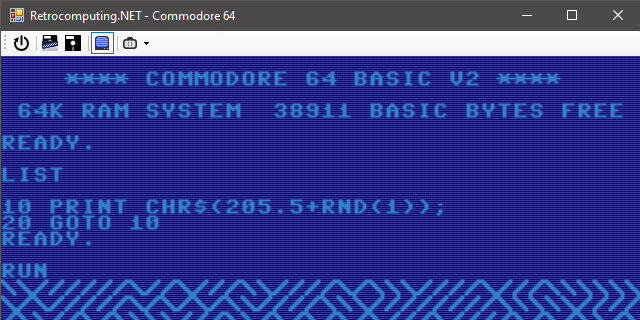 Retrocomputing.NET - Commodore 64
**** COMMODORE 64 BASIC V2 ****
64K RAM SYSTEM  38911 BASIC BYTES FREE
READY.
LIST
10 PRINT CHR$(205.5+RND(1));
20 GOTO 10
READY.
RUN